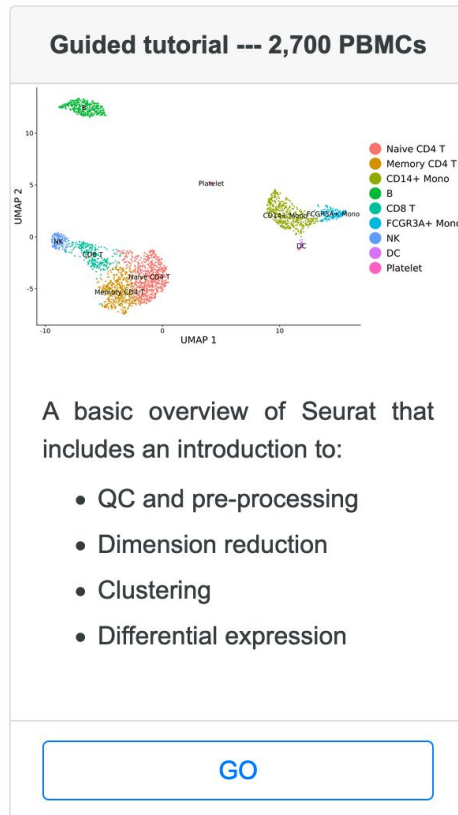 Guided tutorial --- 2,700 PBMCs
B
10
5
0
-5
UMAP 2
Platelet
CD14+ Mono
FCGR3A+ Mono
DC
NK
CD8 T
Naive CD4 T
Memory CD4 T
-10
0
10
UMAP 1
Naive CD4 T
Memory CD4 T
CD14+ Mono
B
CD8 T
FCGR3A+ Mono
NK
DC
Platelet
A basic overview of Seurat that
includes an introduction to:
• QC and pre-processing
• Dimension reduction
• Clustering
• Differential expression
GO